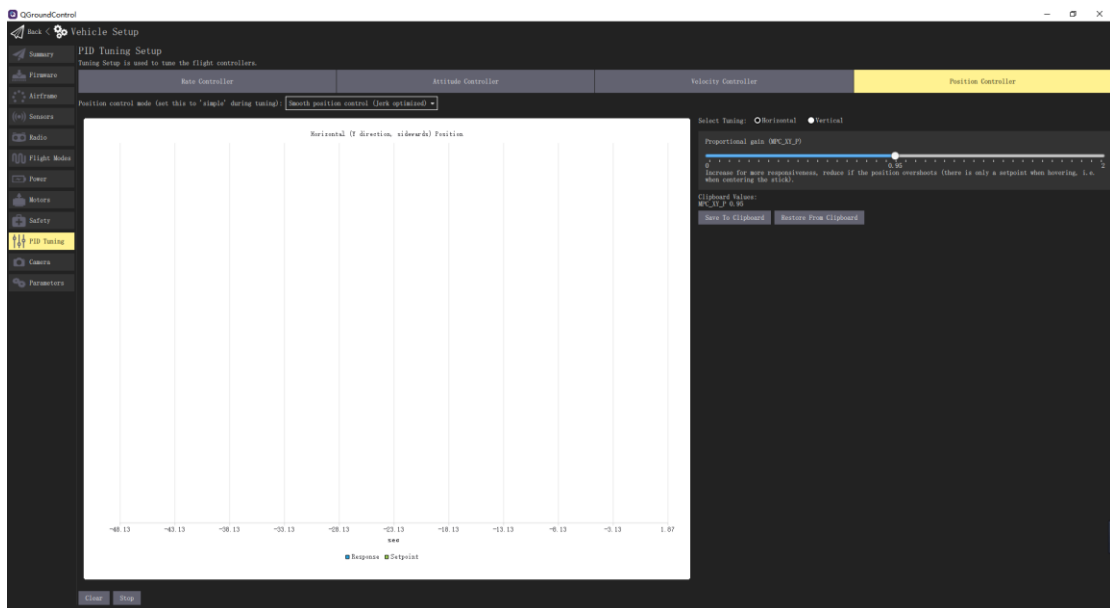 QGroundControl
Back < Vehicle Setup
Summary
Firmware
Airframe
Sensors
Radio
Flight Modes
Power
Motors
Safety
PID Tuning
Camera
Parameters
PID Tuning Setup
Tuning Setup is used to tune the flight controllers.
Rate Controller
Attitude Controller
Velocity Controller
Position Controller
Position control mode (set this to 'simple' during tuning): Smooth position control (Jerk optimized)
Horizontal (Y direction, sidewards) Position
-48.13 -43.13 -38.13 -33.13 -28.13 -23.13 -18.13 -13.13 -8.13 -3.13 1.87
sec
Response Setpoint
Clear Stop
Select Tuning: Horizontal Vertical
Proportional gain (MPC_XY_P)
0 0.95 2
Increase for more responsiveness, reduce if the position overshoots (there is only a setpoint when hovering, i.e.
when centering the stick).
Clipboard Values:
MPC_XY_P 0.95
Save To Clipboard Restore From Clipboard